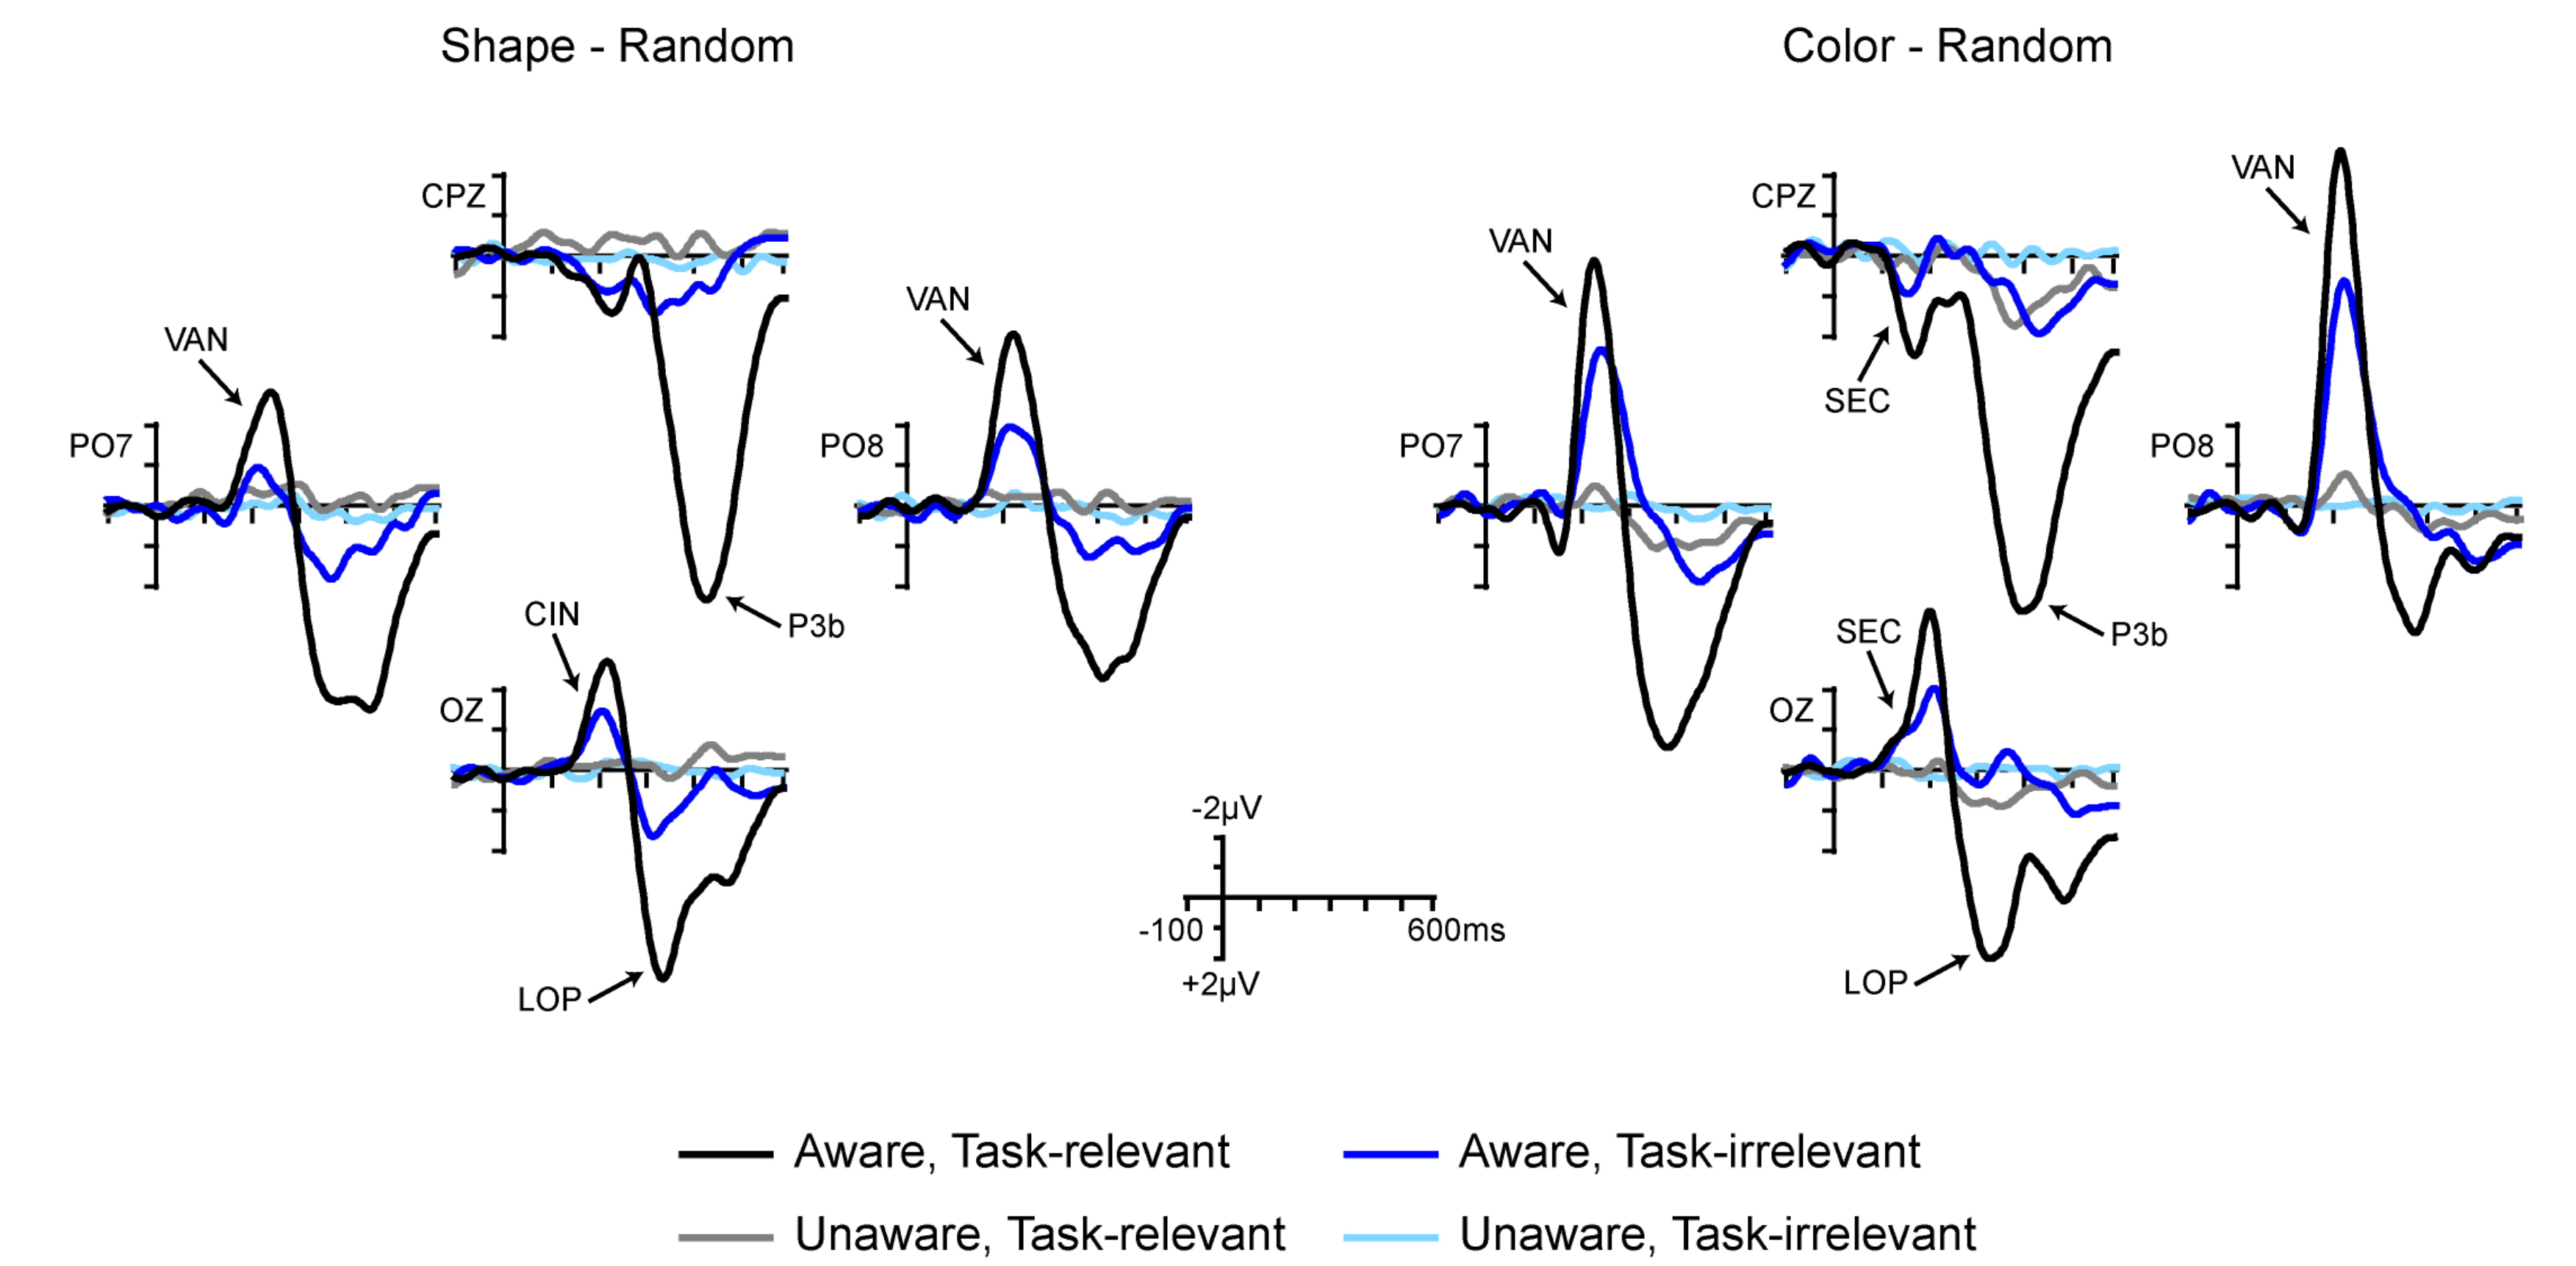 Shape - Random
Color - Random
VAN
CPZ
VAN
CPZ
VAN
SEC
VAN
VAN
PO7
PO8
PO7
PO8
CIN
P3b
SEC
P3b
OZ
OZ
-2µV
-100
600ms
+2µV
LOP
LOP
Aware, Task-relevant
Aware, Task-irrelevant
Unaware, Task-relevant
Unaware, Task-irrelevant